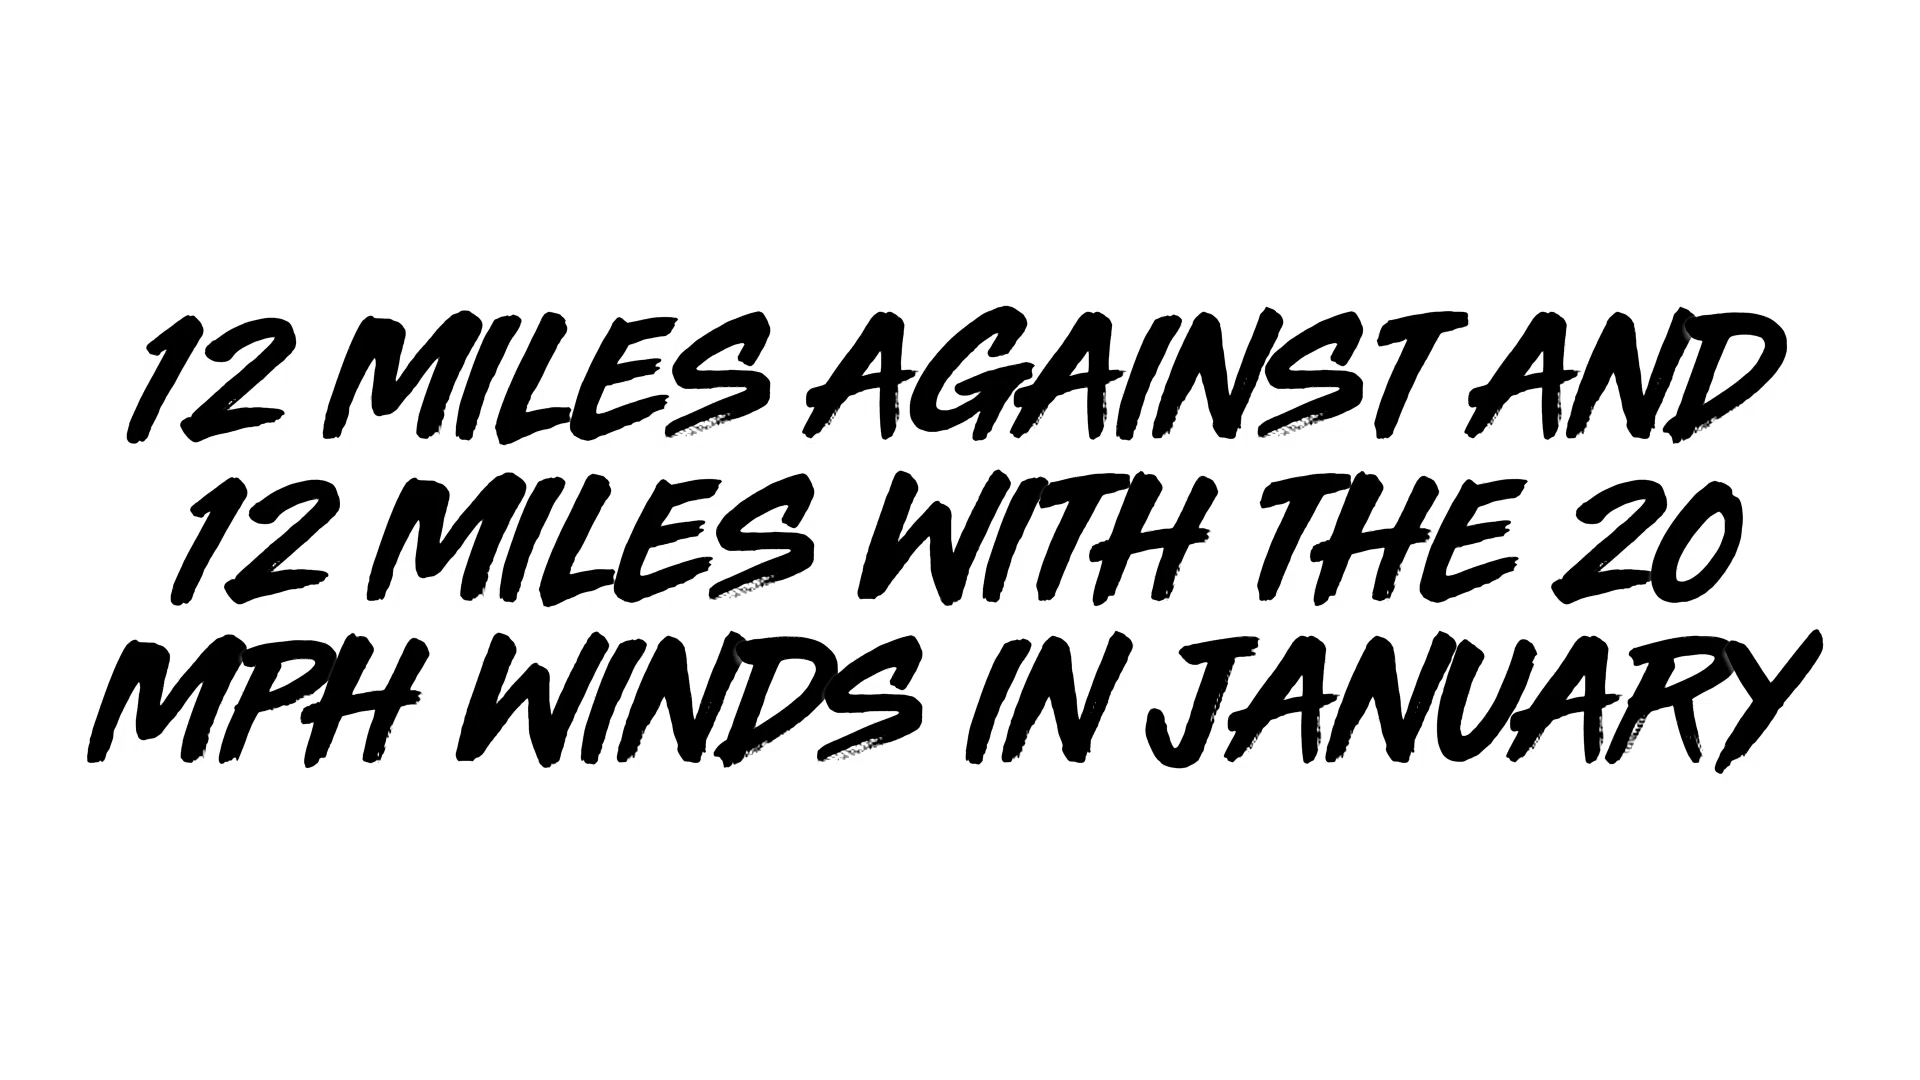 12 MILES AGAINST AND
12 MILES WITH THE 20
MPH WINDS IN JANUARY